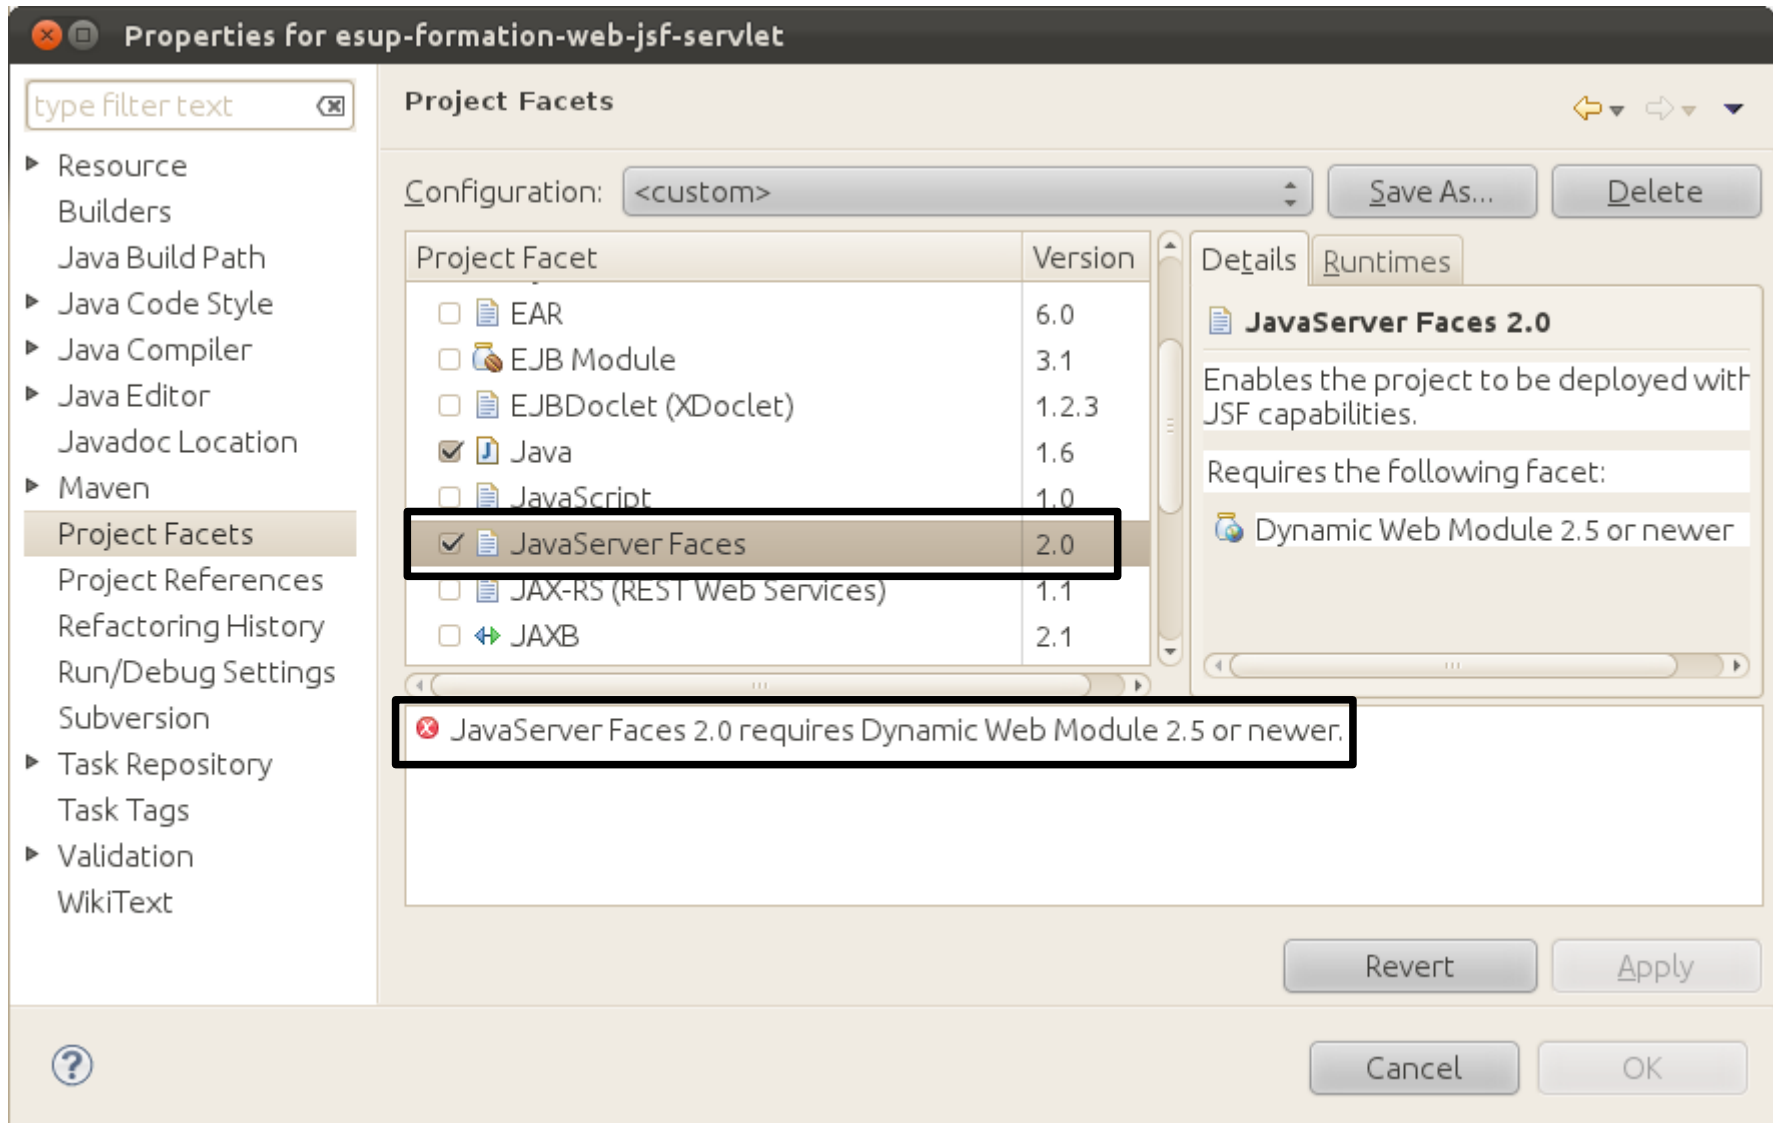 Properties for esup-formation-web-jsf-servlet
type filter text
Resource
Builders
Java Build Path
Java Code Style
Java Compiler
Java Editor
Javadoc Location
Maven
Project Facets
Project References
Refactoring History
Run/Debug Settings
Subversion
Task Repository
Task Tags
Validation
WikiText
Project Facets
Configuration: <custom> Save As... Delete
Project Facet Version
EAR 6.0
EJB Module 3.1
EJBDoclet (XDoclet) 1.2.3
Java 1.6
JavaScript 1.0
JavaServer Faces 2.0
JAX-RS (REST Web Services) 1.1
JAXB 2.1
Details Runtimes
JavaServer Faces 2.0
Enables the project to be deployed with
JSF capabilities.
Requires the following facet:
Dynamic Web Module 2.5 or newer
JavaServer Faces 2.0 requires Dynamic Web Module 2.5 or newer.
Revert Apply
Cancel OK